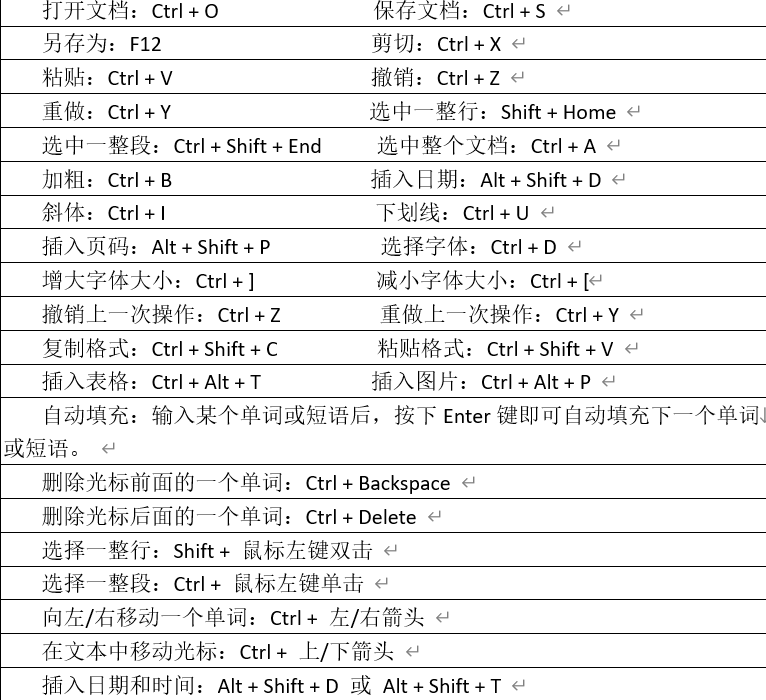 打开文档：Ctrl + O 保存文档：Ctrl + S
另存为：F12 剪切：Ctrl + X
粘贴：Ctrl + V 撤销：Ctrl + Z
重做：Ctrl + Y 选中一整行：Shift + Home
选中一整段：Ctrl + Shift + End 选中整个文档：Ctrl + A
加粗：Ctrl + B 插入日期：Alt + Shift + D
斜体：Ctrl + I 下划线：Ctrl + U
插入页码：Alt + Shift + P 选择字体：Ctrl + D
增大字体大小：Ctrl + ] 减小字体大小：Ctrl + [
撤销上一次操作：Ctrl + Z 重做上一次操作：Ctrl + Y
复制格式：Ctrl + Shift + C 粘贴格式：Ctrl + Shift + V
插入表格：Ctrl + Alt + T 插入图片：Ctrl + Alt + P
自动填充：输入某个单词或短语后，按下 Enter 键即可自动填充下一个单词
或短语。
删除光标前面的一个单词：Ctrl + Backspace
删除光标后面的一个单词：Ctrl + Delete
选择一整行：Shift + 鼠标左键双击
选择一整段：Ctrl + 鼠标左键单击
向左/右移动一个单词：Ctrl + 左/右箭头
在文本中移动光标：Ctrl + 上/下箭头
插入日期和时间：Alt + Shift + D 或 Alt + Shift + T